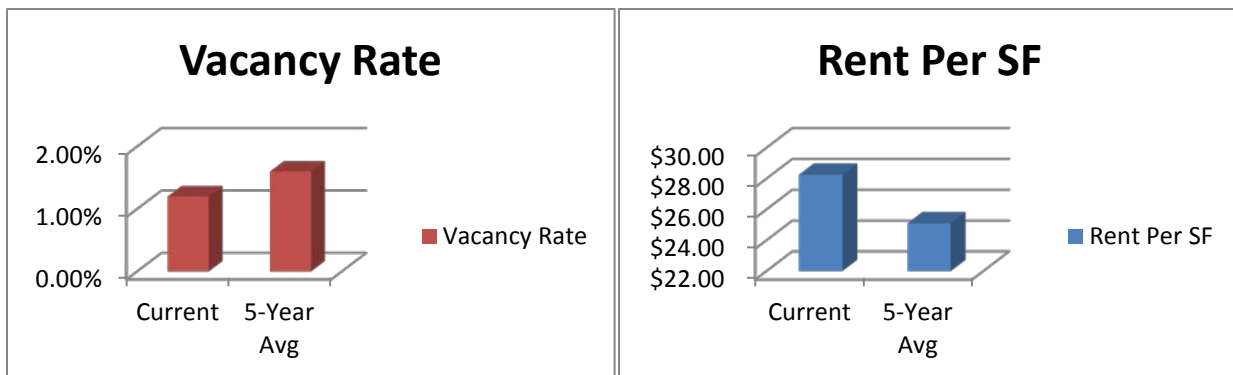 Vacancy Rate
2.00%
1.00%
0.00%
Current
5-Year
Avg
Vacancy Rate
Rent Per SF
$30.00
$28.00
$26.00
$24.00
$22.00
Current
5-Year
Avg
Rent Per SF